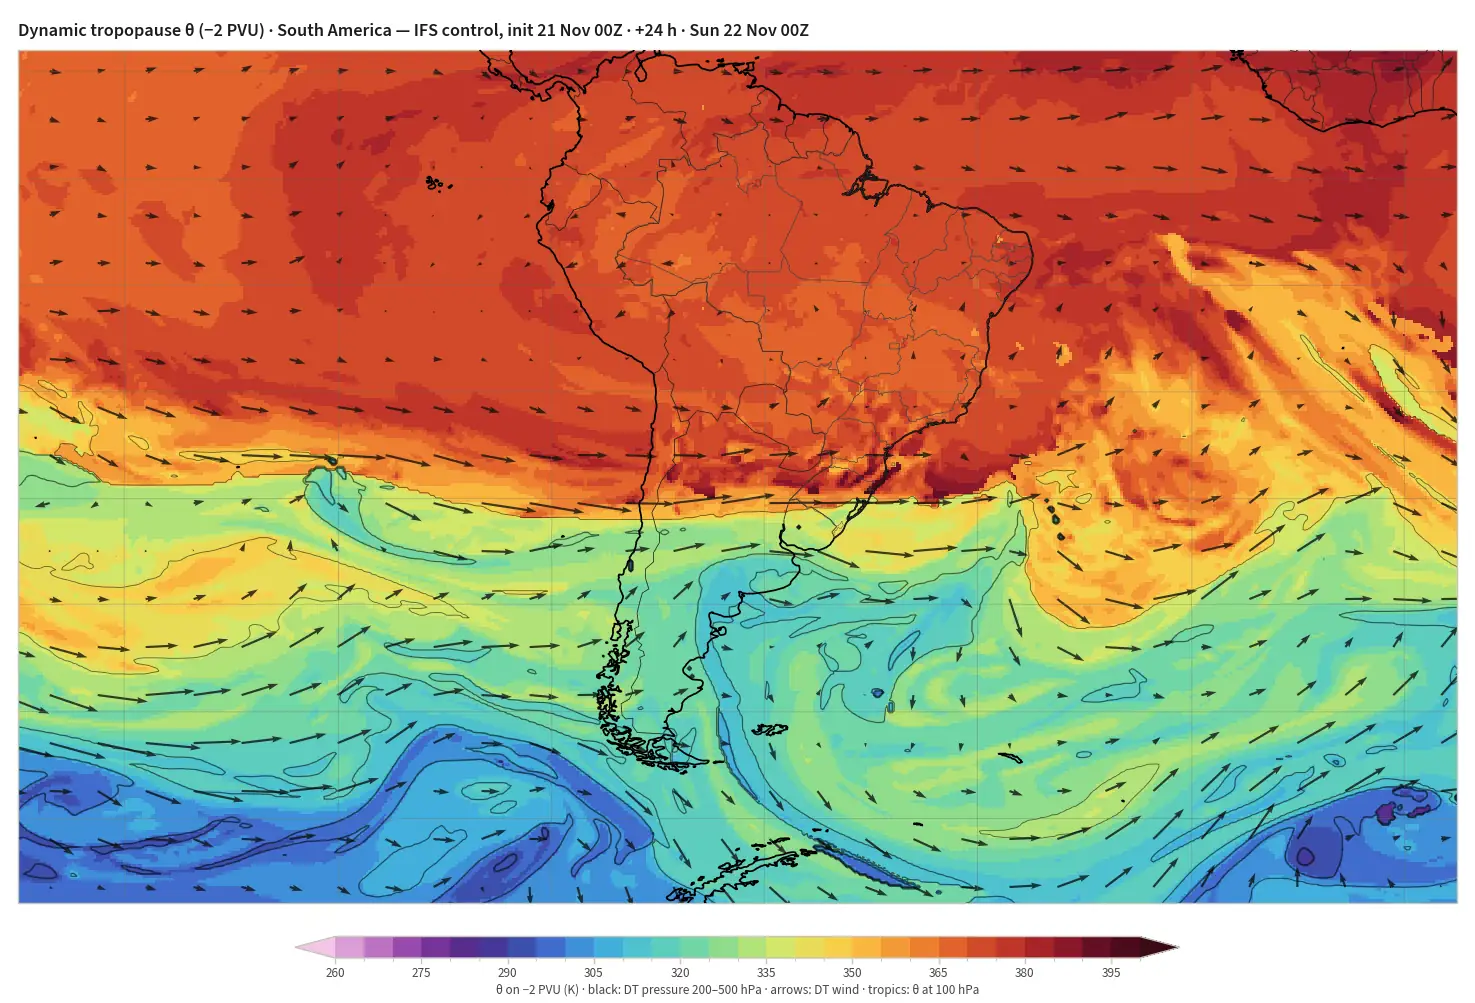 Dynamic tropopause θ (−2 PVU) · South America — IFS control, init 21 Nov 00Z · +24 h · Sun 22 Nov 00Z
260 275 290 305 320 335 350 365 380 395
θ on −2 PVU (K) · black: DT pressure 200–500 hPa · arrows: DT wind · tropics: θ at 100 hPa